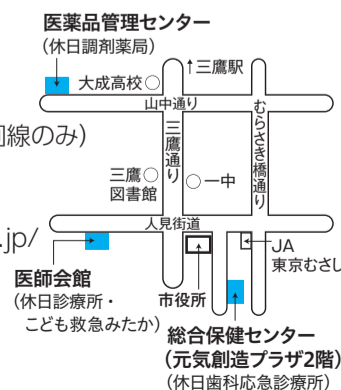 医薬品管理センター
(休日調剤薬局)
↑三鷹駅
大成高校
山中通り
回線のみ)
三鷹通り
むらさき橋通り
三鷹
図書館
一中
人見街道
.jp/
JA
東京むさし
医師会館
(休日診療所・
こども救急みたか)
市役所
総合保健センター
(元気創造プラザ2階)
(休日歯科応急診療所)